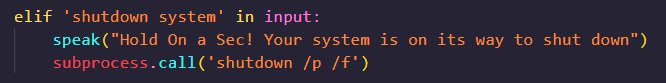 elif 'shutdown system' in input:
speak("Hold On a Sec! Your system is on its way to shut down")
subprocess.call('shutdown /p /f')